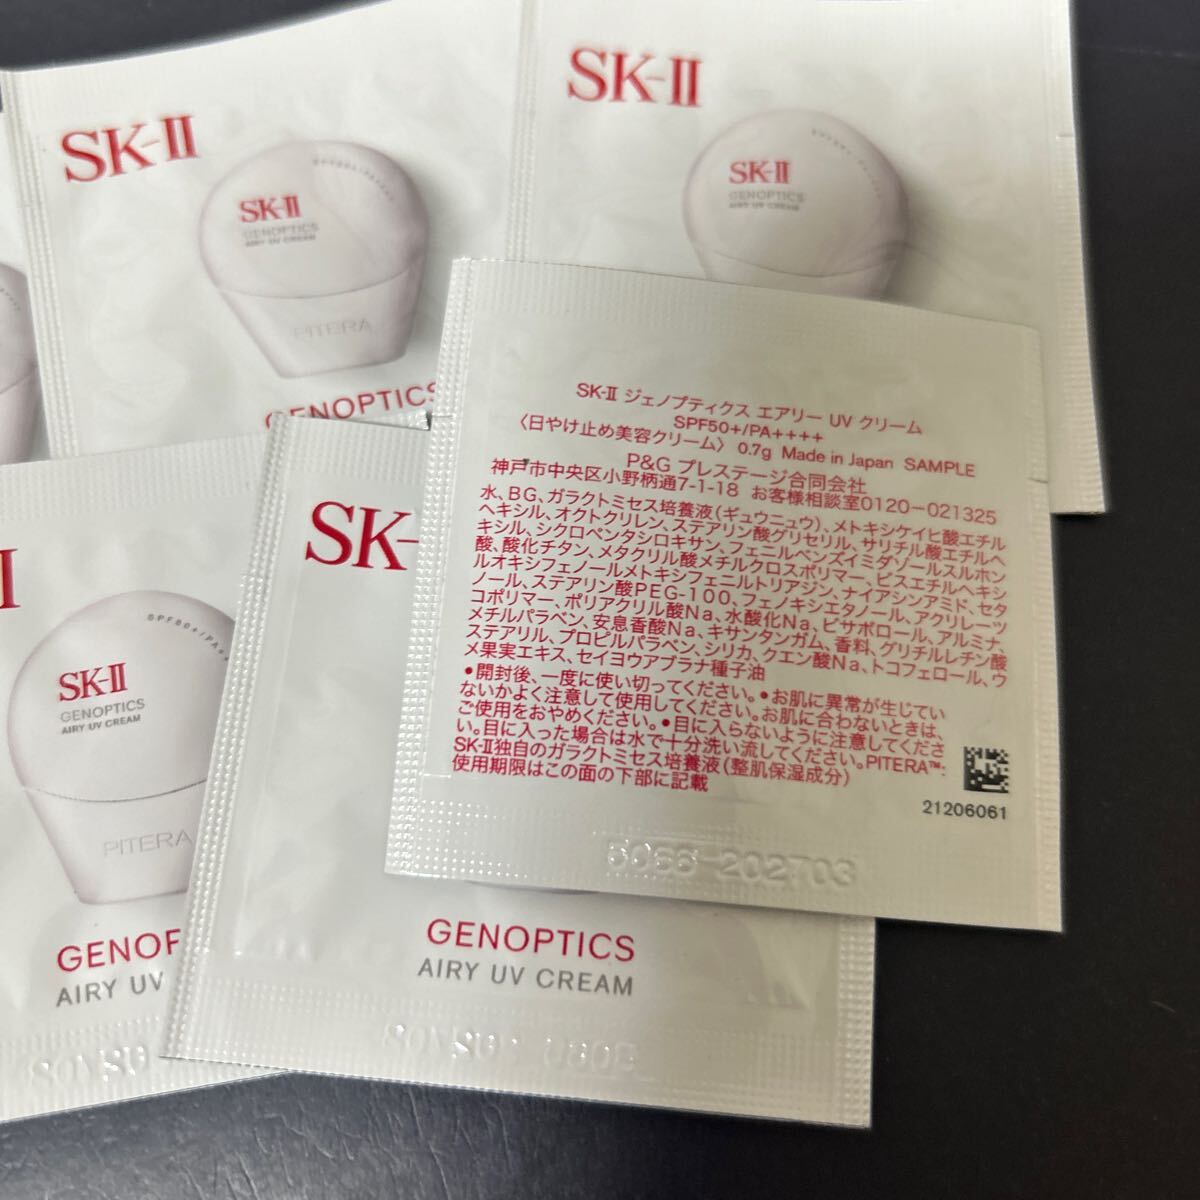 SK-II
SK-II
GENOPTICS
AIRY UV CREAM
PITERA
GENOPTICS
SK-II
SPF50+/PA++++
SK-II
GENOPTICS
AIRY UV CREAM
SK-II ジェノプティクス エアリー UV クリーム
SPF50+/PA++++
〈日やけ止め美容クリーム〉 0.7g Made in Japan SAMPLE
P&G プレステージ合同会社
神戸市中央区小野柄通7-1-18 お客様相談室0120-021325
水、BG、ガラクトミセス培養液(ギュウニュウ)、メトキシケイヒ酸エチル
ヘキシル、オクトクリレン、ステアリン酸グリセリル、サリチル酸エチルヘ
キシル、シクロペンタシロキサン、フェニルベンズイミダゾールスルホン
酸、酸化チタン、メタクリル酸メチルクロスポリマー、ビスエチルヘキシ
ルオキシフェノールメトキシフェニルトリアジン、ナイアシンアミド、セタ
ノール、ステアリン酸PEG-100、フェノキシエタノール、アクリレーツ
コポリマー、ポリアクリル酸Na、水酸化Na、ビサボロール、アルミナ、
メチルパラベン、安息香酸Na、キサンタンガム、香料、グリチルレチン酸
ステアリル、プロピルパラベン、シリカ、クエン酸Na、トコフェロール、ウ
メ果実エキス、セイヨウアブラナ種子油
•開封後、一度に使い切ってください。•お肌に異常が生じてい
ないかよく注意して使用してください。お肌に合わないときは、
ご使用をおやめください。•目に入らないように注意してくださ
い。目に入った場合は水で十分洗い流してください。PITERA™:
SK-II独自のガラクトミセス培養液(整肌保湿成分)
使用期限はこの面の下部に記載
21206061
6066-202703
I
SPF50+/PA++
SK-II
GENOPTICS
AIRY UV CREAM
PITERA
GENOP
AIRY UV
SK-
GENOPTICS
AIRY UV CREAM